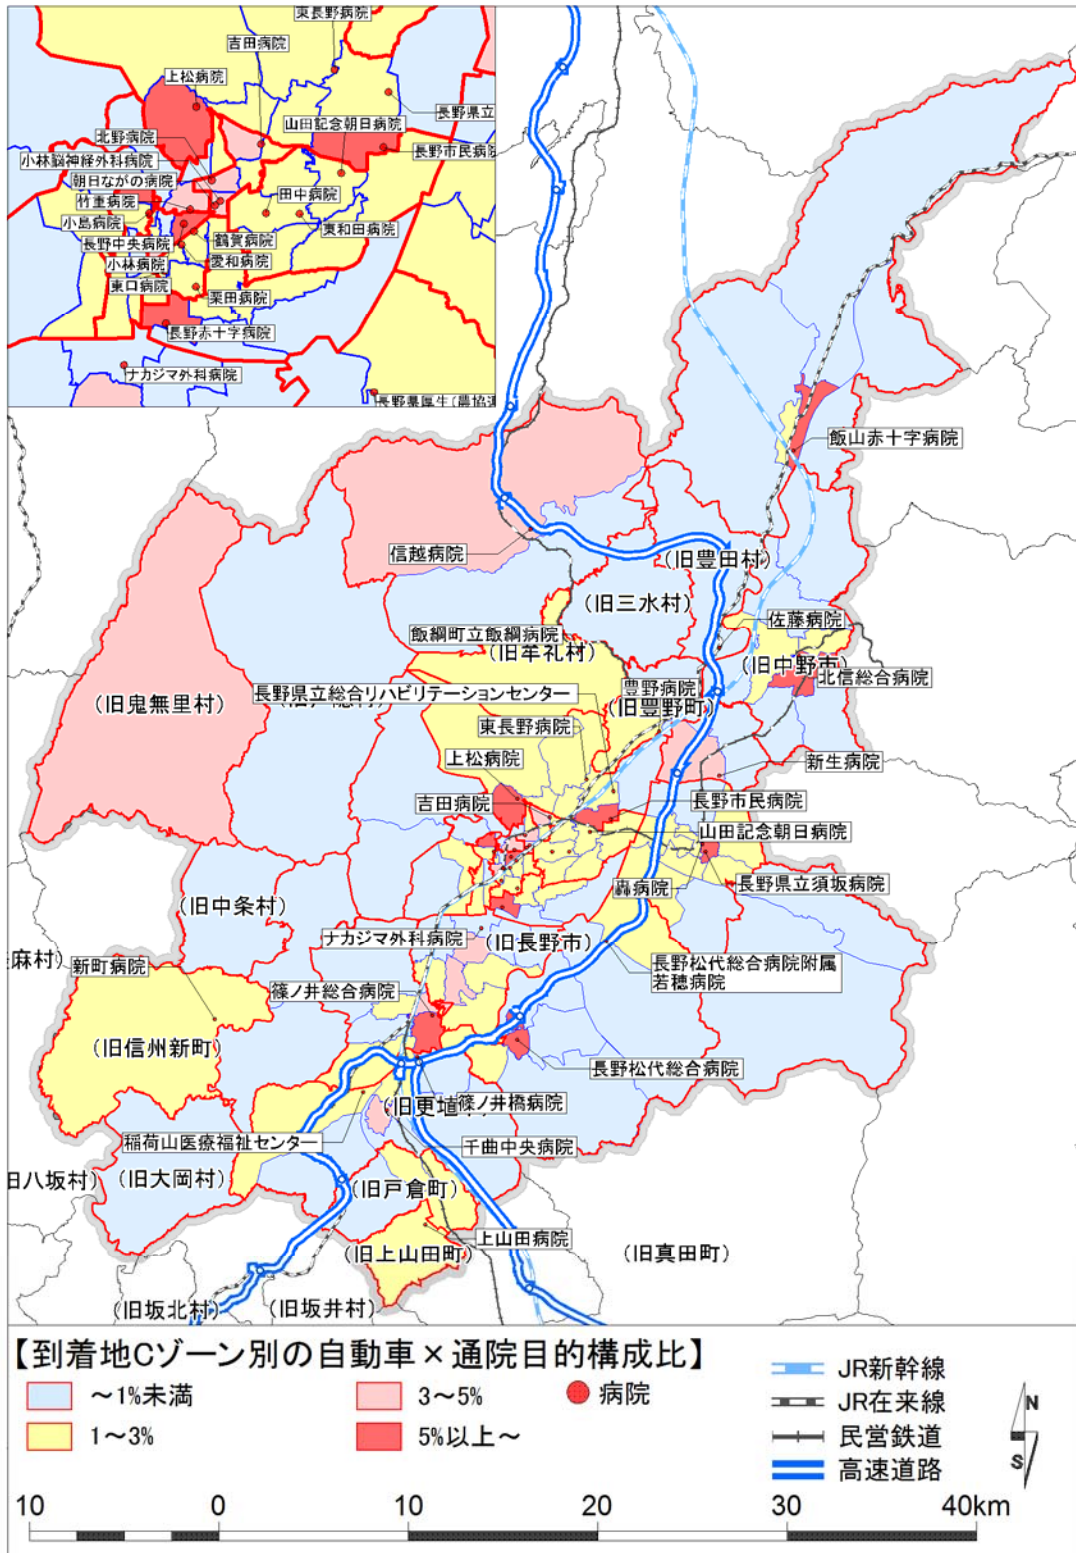 東長野病院
吉田病院
上松病院
長野県立
山田記念朝日病院
北野病院
長野市民病院
小林脳神経外科病院
朝日ながの病院
竹重病院
田中病院
小島病院
東和田病院
長野中央病院
鶴賀病院
小林病院
愛和病院
東口病院
栗田病院
長野赤十字病院
ナカジマ外科病院
長野県厚生(農協連
飯山赤十字病院
信越病院
(旧豊田村)
(旧三水村)
佐藤病院
飯綱町立飯綱病院
(旧牟礼村)
(旧中野市)
豊野病院
北信総合病院
長野県立総合リハビリテーションセンター
(旧鬼無里村)
(旧豊野町)
東長野病院
上松病院
新生病院
吉田病院
長野市民病院
山田記念朝日病院
轟病院
長野県立須坂病院
(旧中条村)
ナカジマ外科病院
(旧長野市)
麻村)
新町病院
長野松代総合病院附属
若穂病院
篠ノ井総合病院
(旧信州新町)
長野松代総合病院
(旧更埴
篠ノ井橋病院
稲荷山医療福祉センター
千曲中央病院
旧八坂村)
(旧大岡村)
(旧戸倉町)
上山田病院
(旧上山田町)
(旧真田町)
(旧坂北村)
(旧坂井村)
【到着地Cゾーン別の自動車×通院目的構成比】
～1%未満
3～5%
病院
1～3%
5%以上～
JR新幹線
JR在来線
民営鉄道
高速道路
N
S
10 0 10 20 30 40km